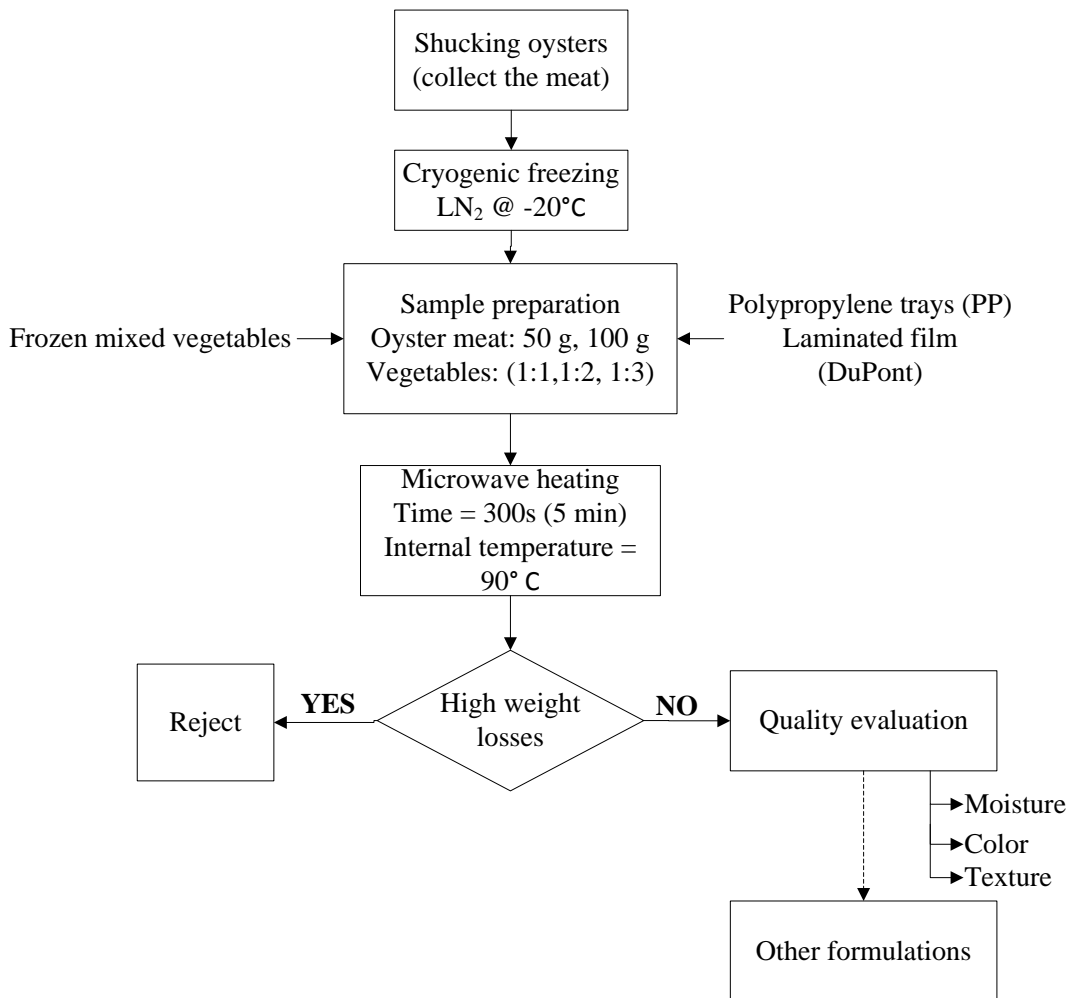 Shucking oysters
(collect the meat)
Cryogenic freezing
LN₂ @ -20°C
Frozen mixed vegetables
Sample preparation
Oyster meat: 50 g, 100 g
Vegetables: (1:1,1:2, 1:3)
Polypropylene trays (PP)
Laminated film
(DuPont)
Microwave heating
Time = 300s (5 min)
Internal temperature =
90° C
Reject
YES
High weight
losses
NO
Quality evaluation
Moisture
Color
Texture
Other formulations